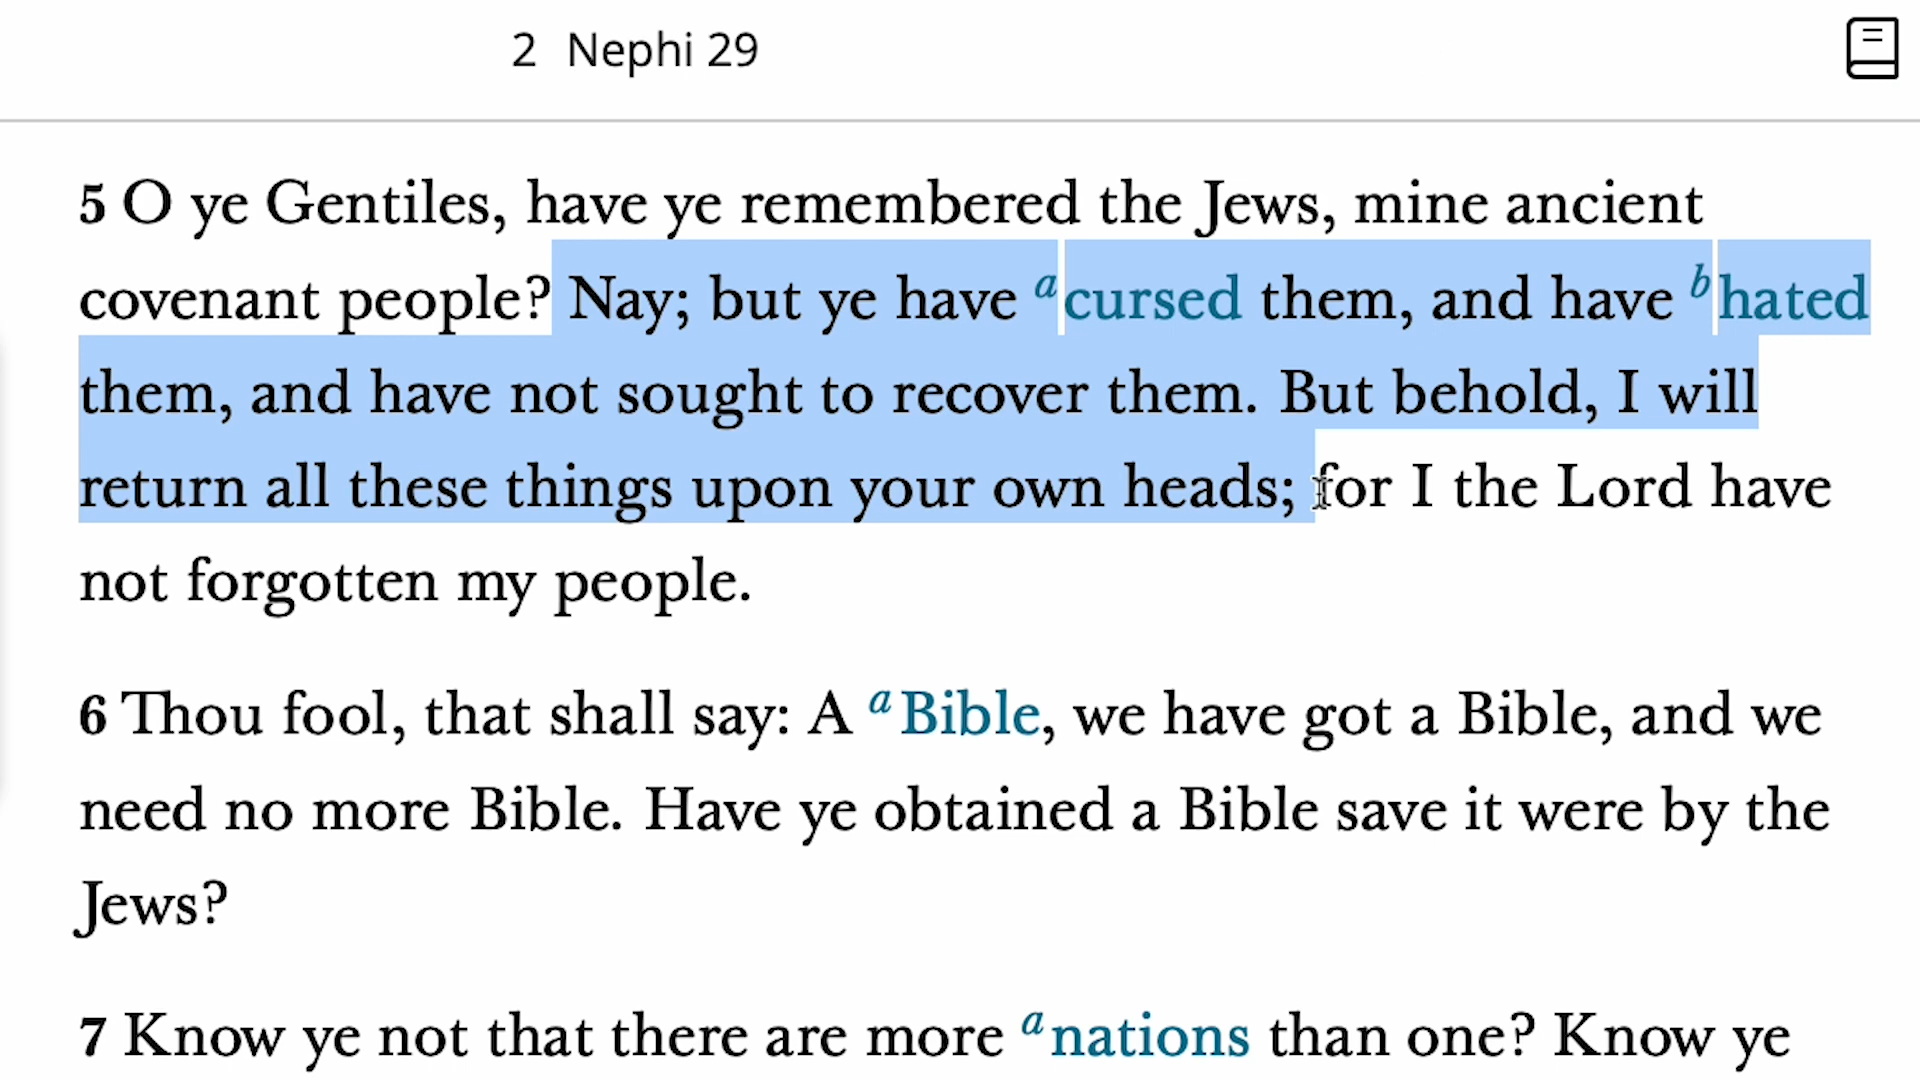 2 Nephi 29
5 O ye Gentiles, have ye remembered the Jews, mine ancient
covenant people? Nay; but ye have a cursed them, and have b hated
them, and have not sought to recover them. But behold, I will
return all these things upon your own heads; for I the Lord have
not forgotten my people.
6 Thou fool, that shall say: A a Bible, we have got a Bible, and we
need no more Bible. Have ye obtained a Bible save it were by the
Jews?
7 Know ye not that there are more a nations than one? Know ye